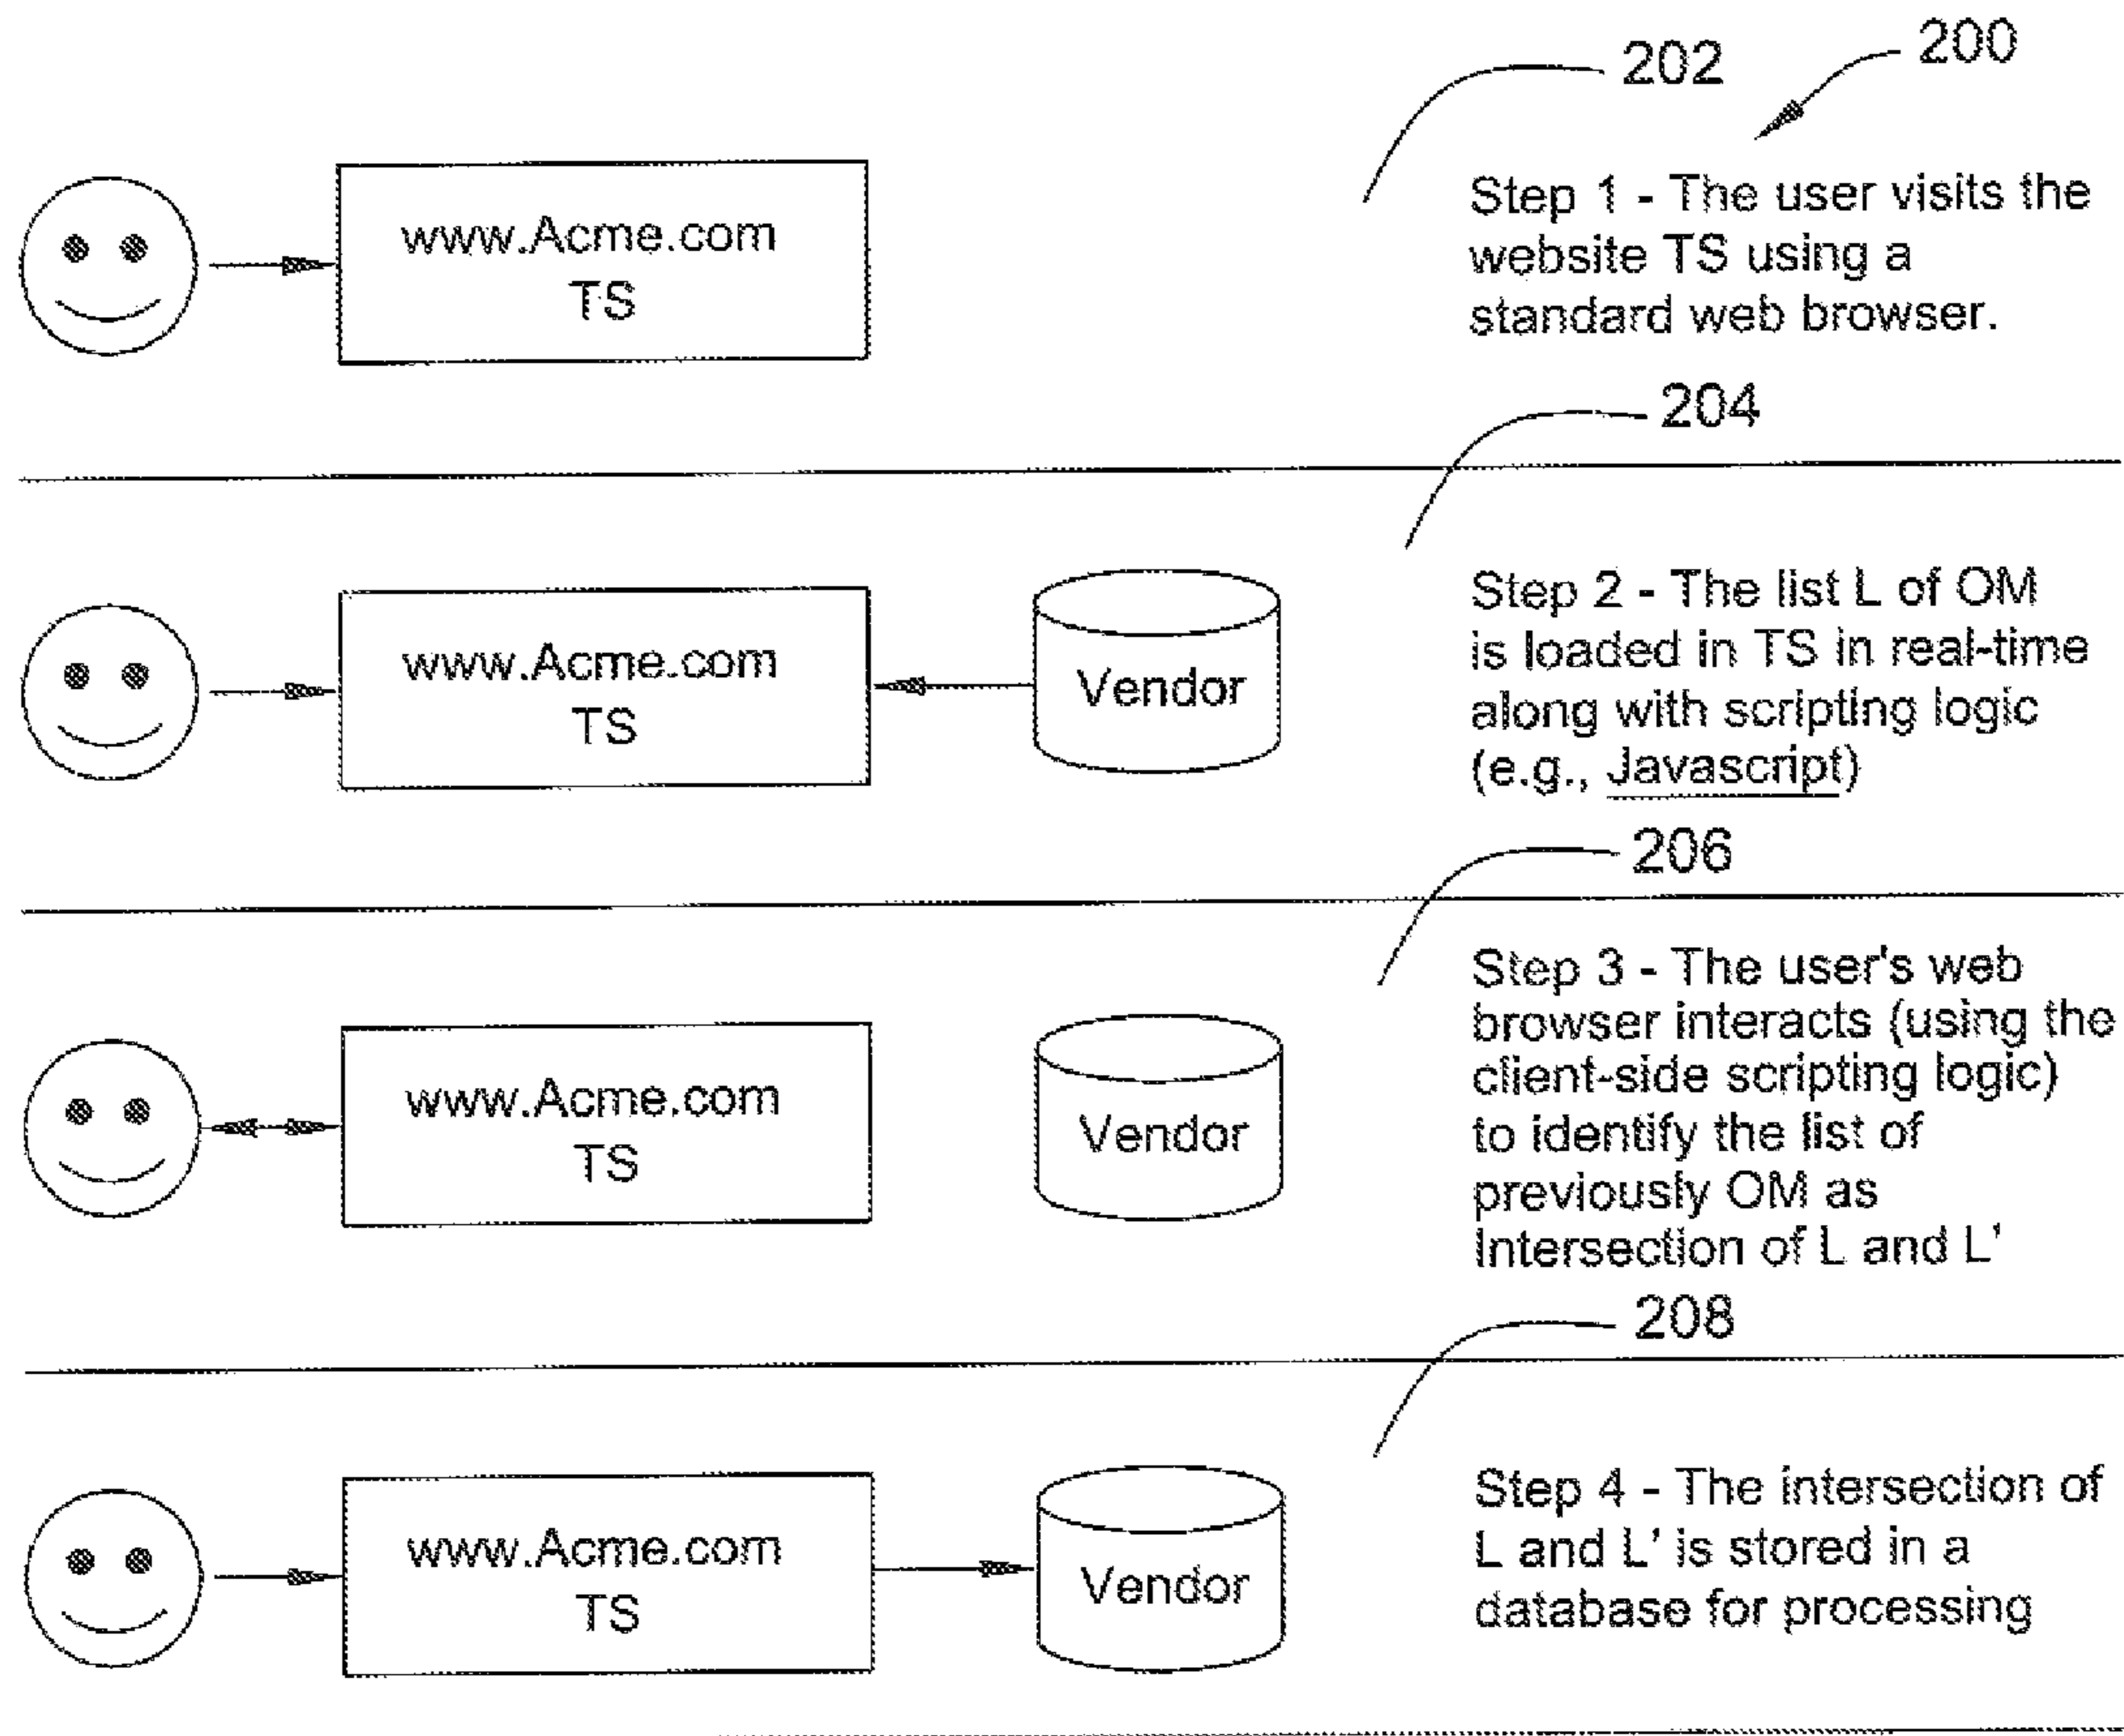 200
202
www.Acme.com
TS
Step 1 - The user visits the
website TS using a
standard web browser.
204
www.Acme.com
TS
Vendor
Step 2 - The list L of OM
is loaded in TS in real-time
along with scripting logic
(e.g., Javascript)
206
www.Acme.com
TS
Vendor
Step 3 - The user's web
browser interacts (using the
client-side scripting logic)
to identify the list of
previously OM as
Intersection of L and L'
208
www.Acme.com
TS
Vendor
Step 4 - The intersection of
L and L' is stored in a
database for processing